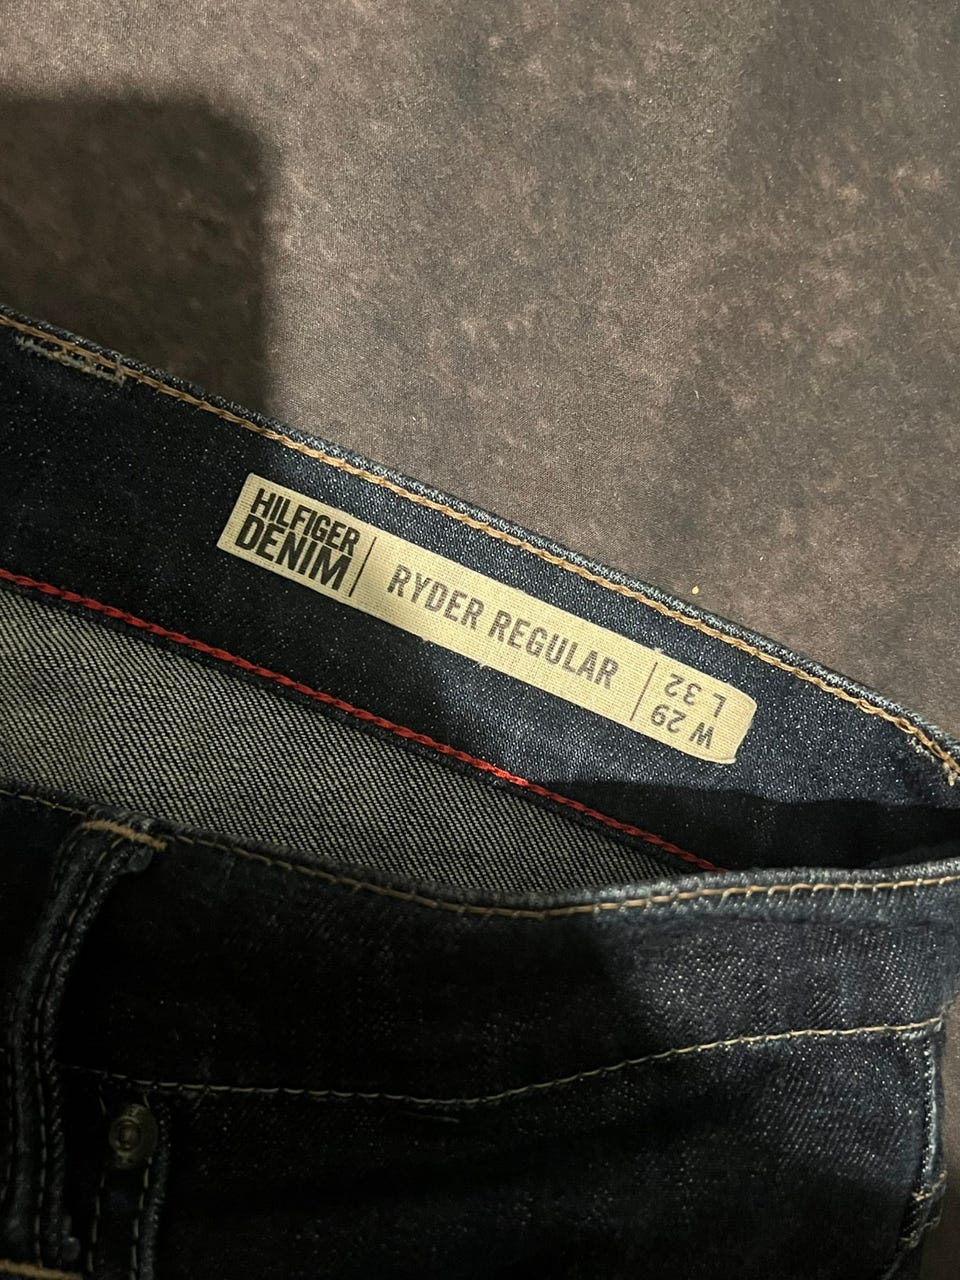 HILFIGER
DENIM
RYDER REGULAR
W 29
L 32